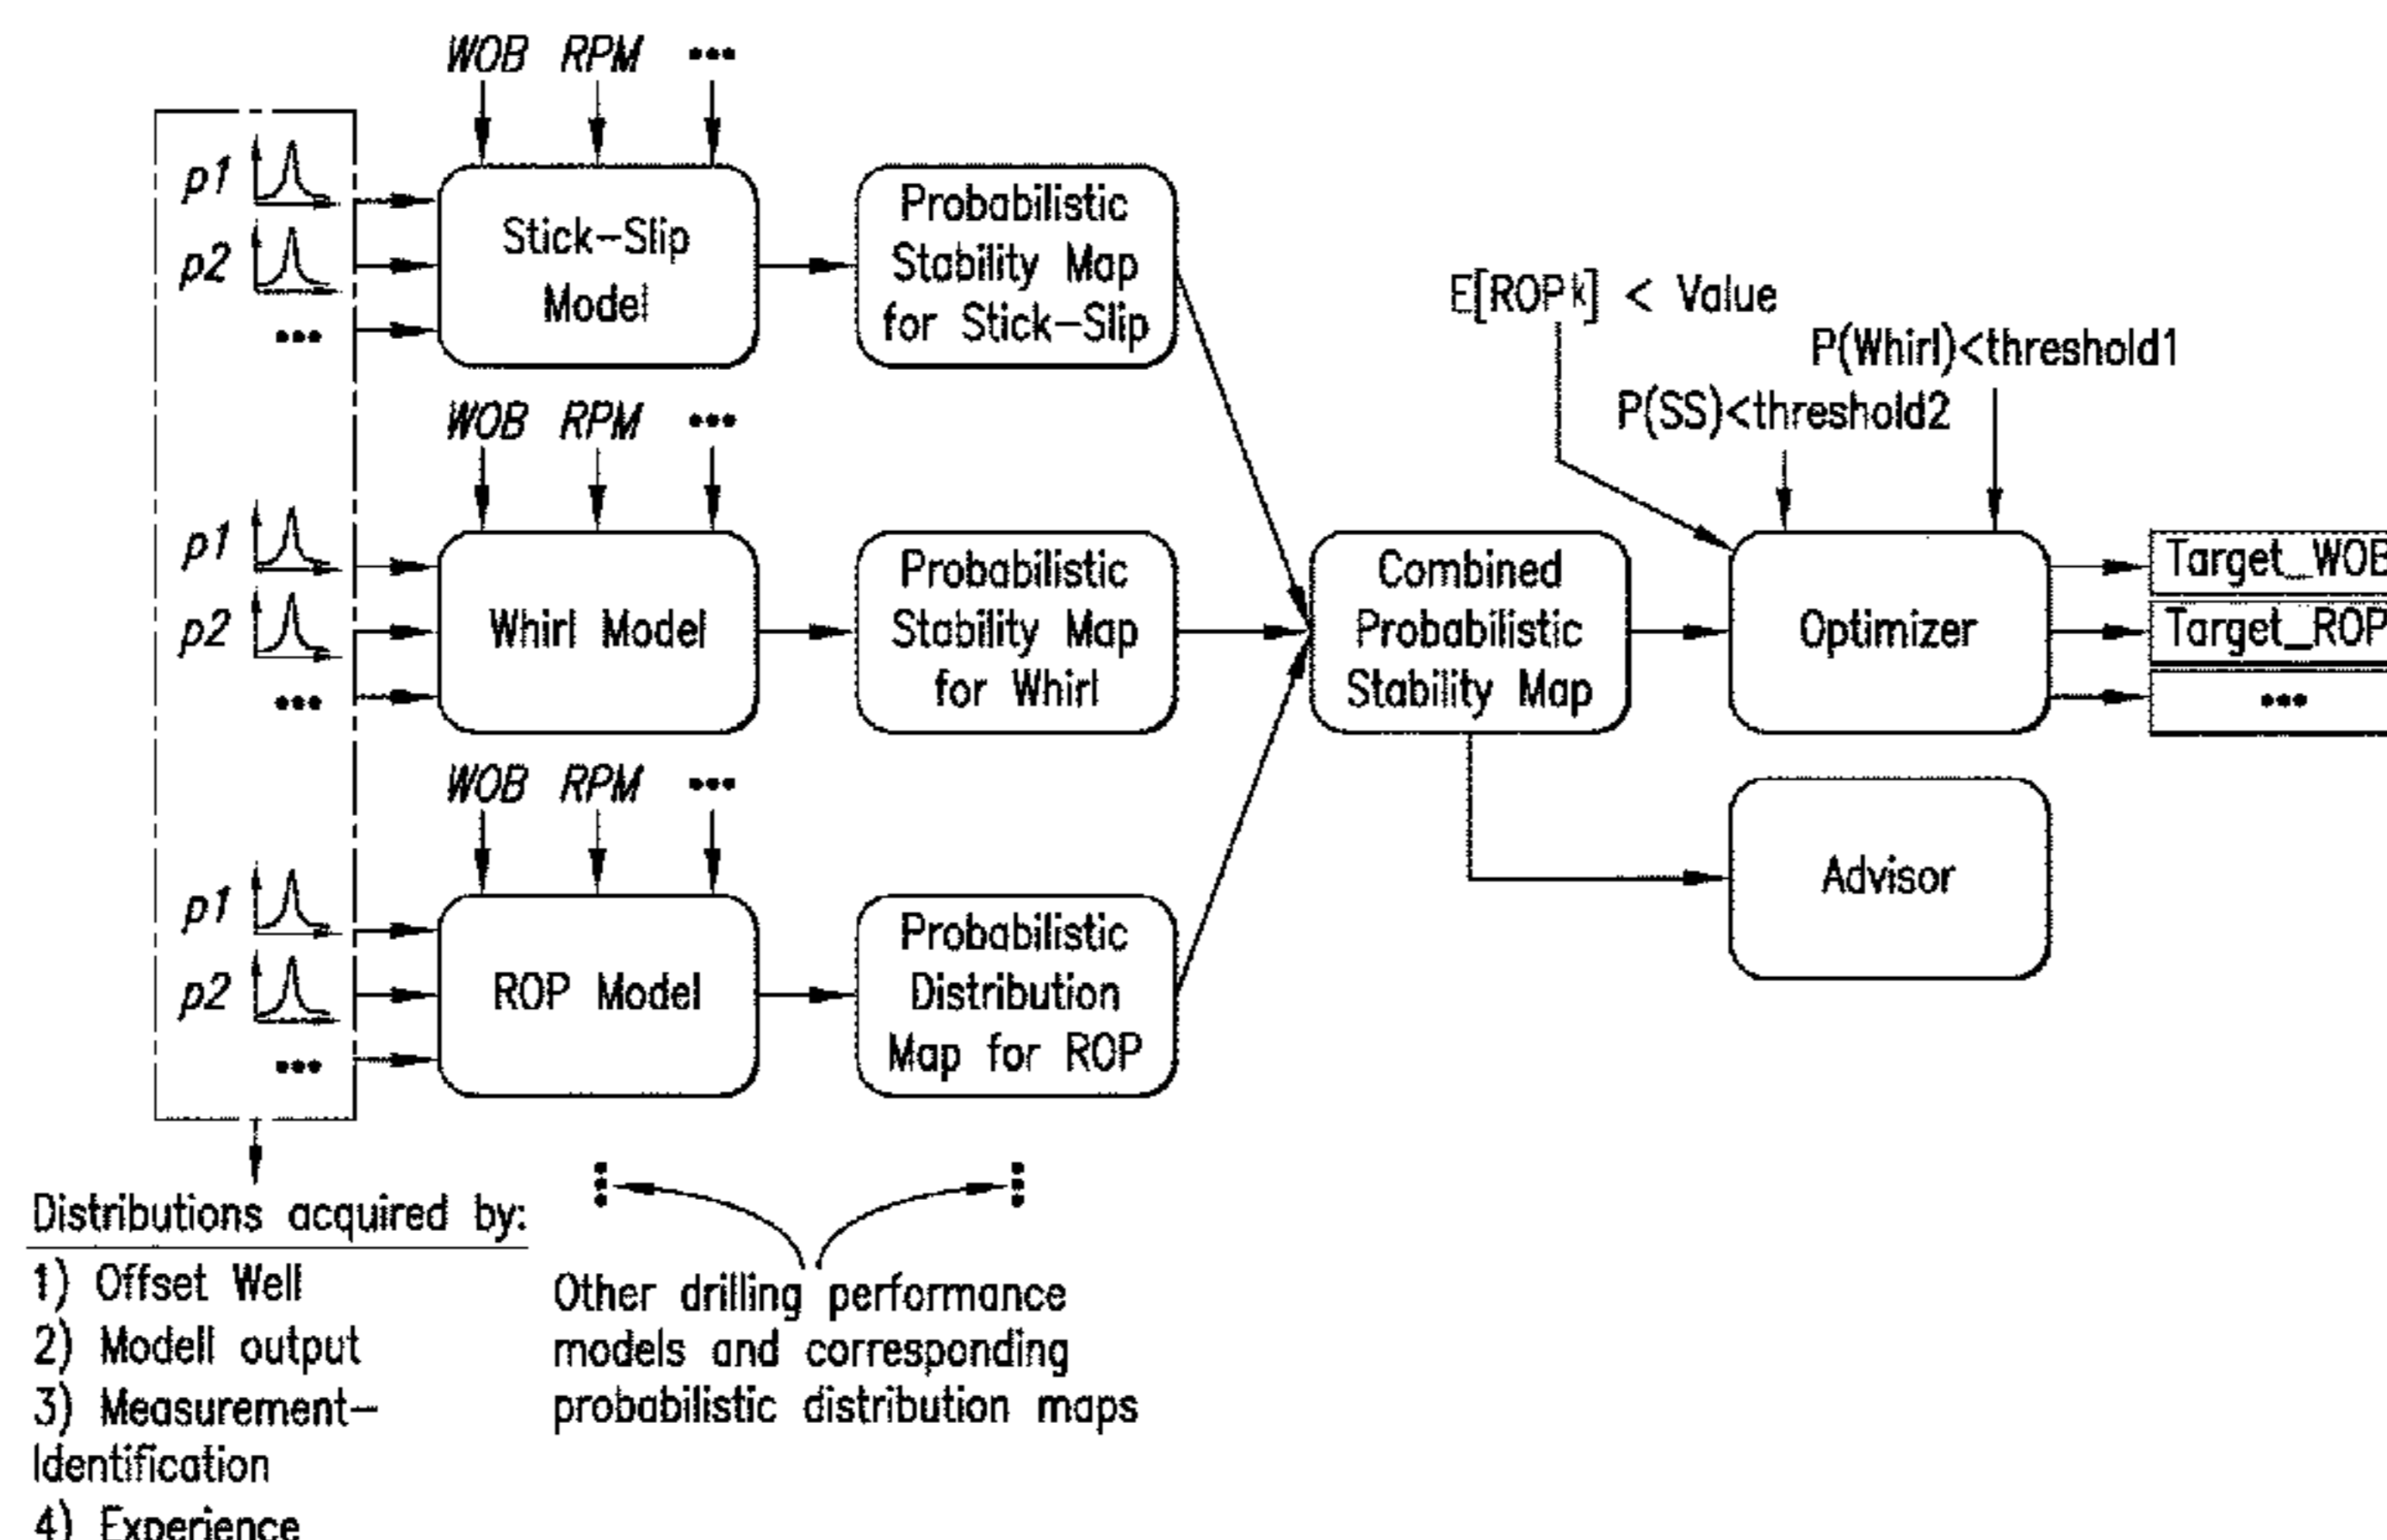 WOB RPM •••
p1
p2
•••
Stick-Slip
Model
Probabilistic
Stability Map
for Stick-Slip
WOB RPM •••
p1
p2
•••
Whirl Model
Probabilistic
Stability Map
for Whirl
WOB RPM •••
p1
p2
•••
ROP Model
Probabilistic
Distribution
Map for ROP
Combined
Probabilistic
Stability Map
E[ROPk] < Value
P(Whirl)<threshold1
P(SS)<threshold2
Optimizer
Target_WOB
Target_ROP
•••
Advisor
Distributions acquired by:
1) Offset Well
2) Modell output
3) Measurement-
Identification
4) Experience
Other drilling performance
models and corresponding
probabilistic distribution maps